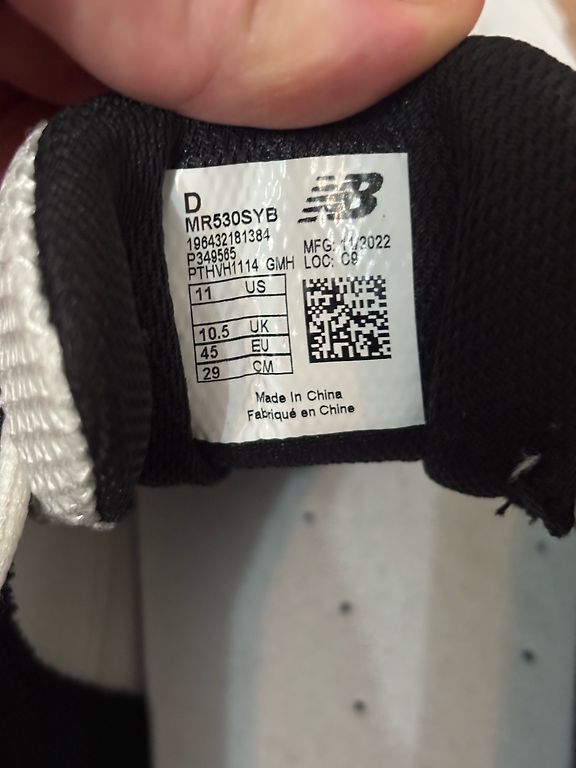 D
NB
MR530SYB
196432181384
P349565
PTHVH1114 GMH
MFG: 11/2022
LOC: C9
11 US
10.5 UK
45 EU
29 CM
Made In China
Fabriqué en Chine